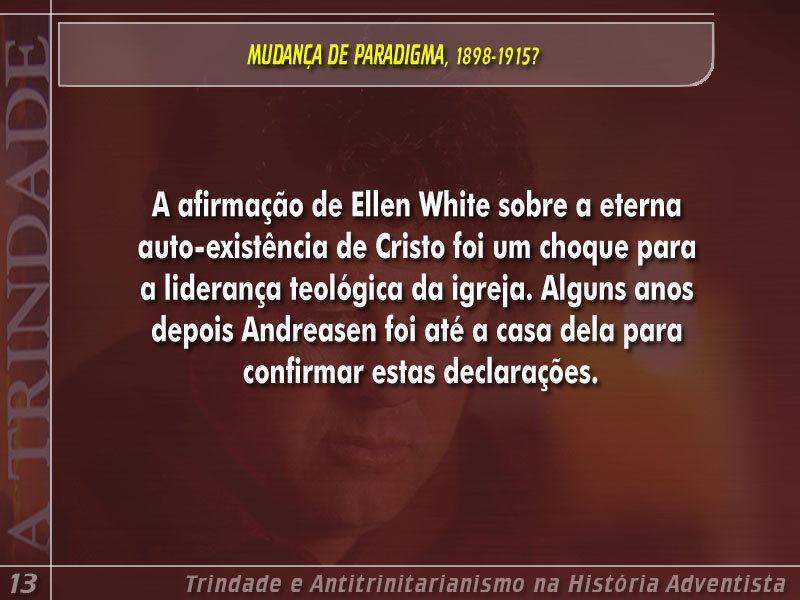 MUDANÇA DE PARADIGMA, 1898-1915?
A TRINDADE
A afirmação de Ellen White sobre a eterna
auto-existência de Cristo foi um choque para
a liderança teológica da igreja. Alguns anos
depois Andreasen foi até a casa dela para
confirmar estas declarações.
13
Trindade e Antitrinitarianismo na História Adventista